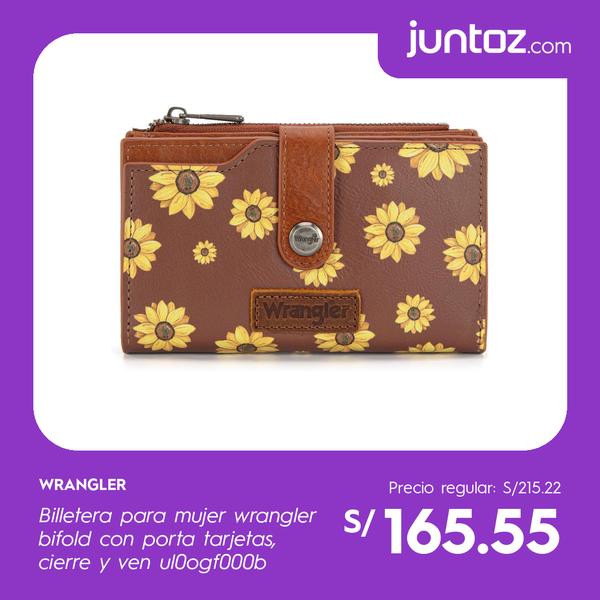 juntoz.com
Wrangler
Wrangler
WRANGLER
Billetera para mujer wrangler
bifold con porta tarjetas,
cierre y ven ul0ogf000b
Precio regular: S/215.22
S/165.55